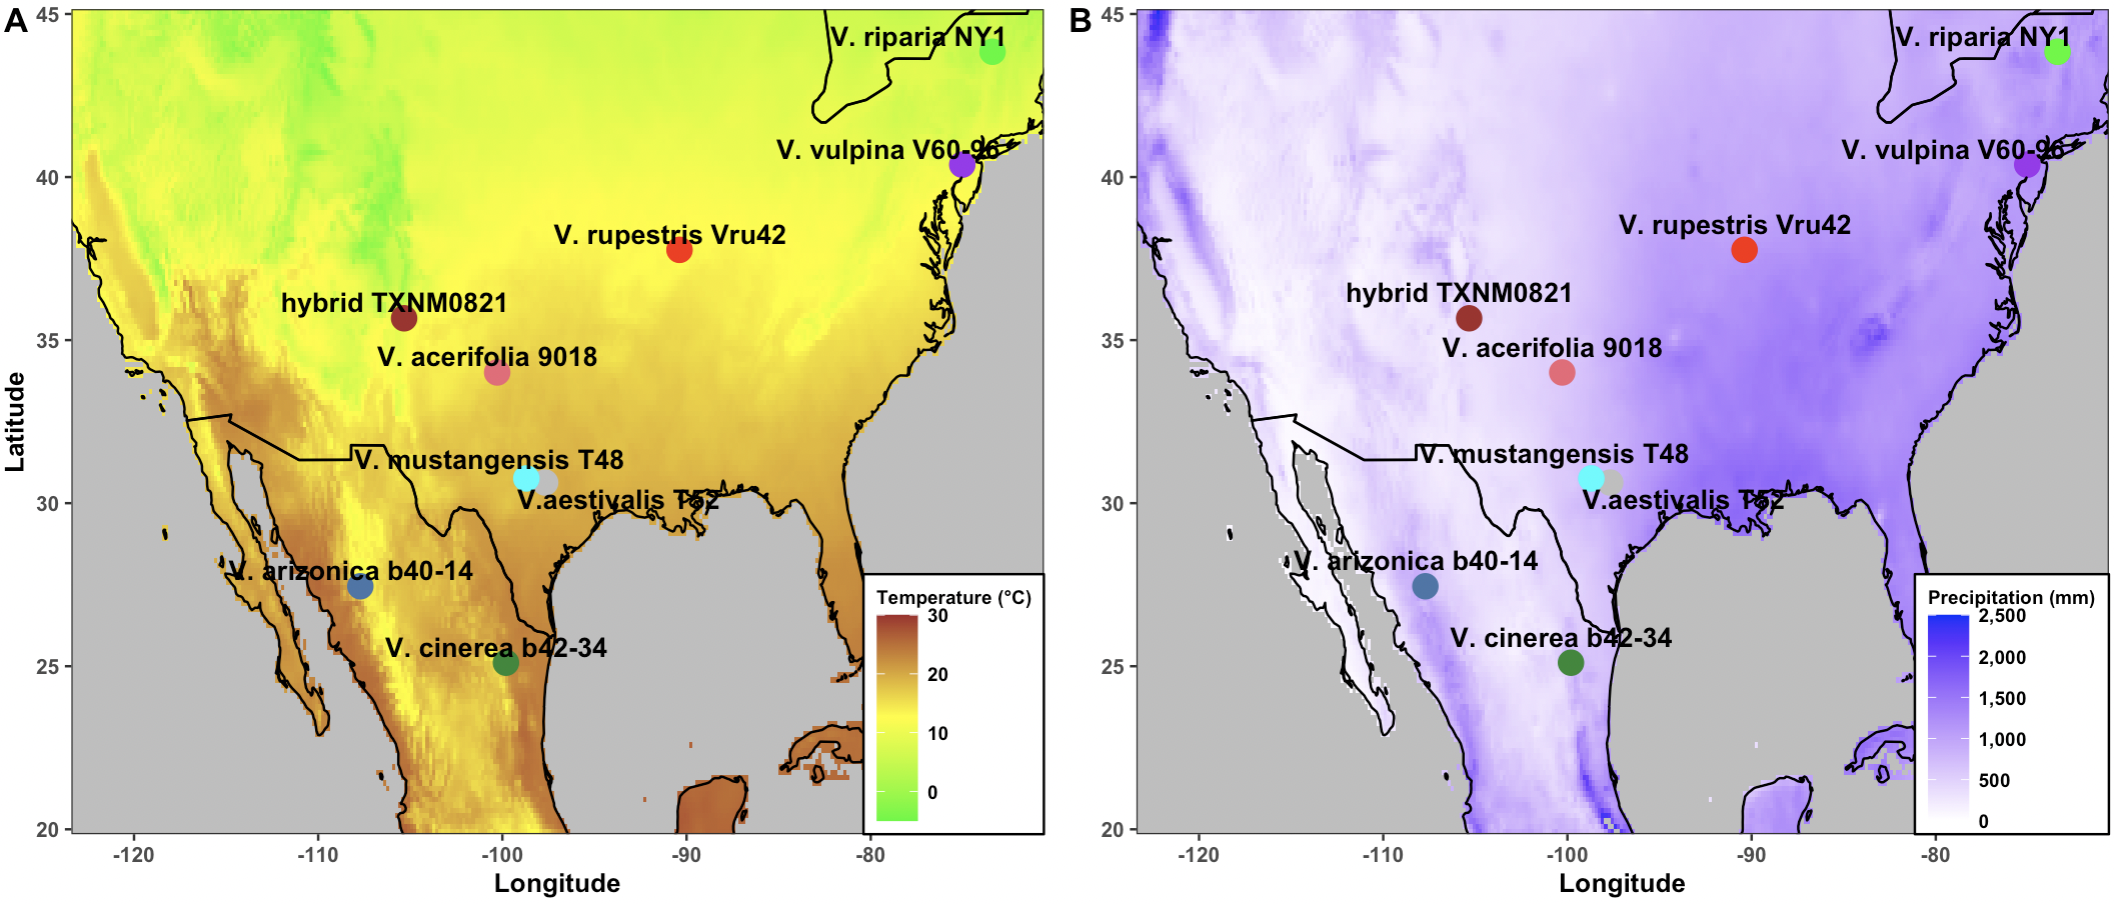 A
45
40
35
30
25
20
Latitude
V. riparia NY1
V. vulpina V60-96
V. rupestris Vru42
hybrid TXNM0821
V. acerifolia 9018
V. mustangensis T48
V.aestivalis T52
V. arizonica b40-14
V. cinerea b42-34
Temperature (°C)
30
20
10
0
-120
-110
-100
-90
-80
Longitude
B
45
40
35
30
25
20
V. riparia NY1
V. vulpina V60-96
V. rupestris Vru42
hybrid TXNM0821
V. acerifolia 9018
V. mustangensis T48
V.aestivalis T52
V. arizonica b40-14
V. cinerea b42-34
Precipitation (mm)
2,500
2,000
1,500
1,000
500
0
-120
-110
-100
-90
-80
Longitude